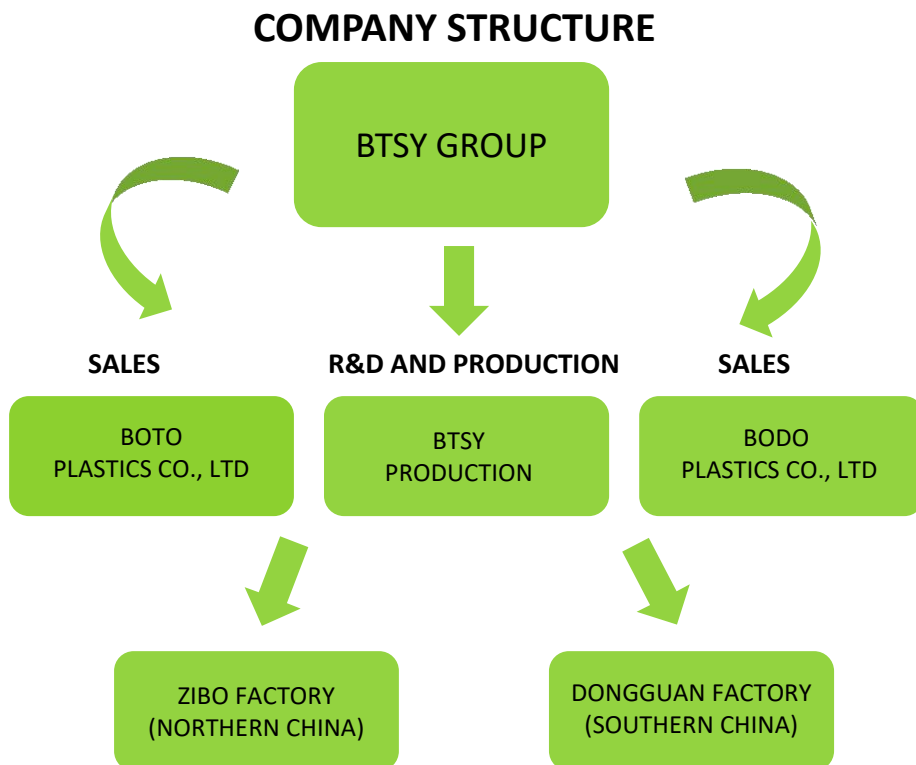 COMPANY STRUCTURE
BTSY GROUP
SALES
R&D AND PRODUCTION
SALES
BOTO
PLASTICS CO., LTD
BTSY
PRODUCTION
BODO
PLASTICS CO., LTD
ZIBO FACTORY
(NORTHERN CHINA)
DONGGUAN FACTORY
(SOUTHERN CHINA)